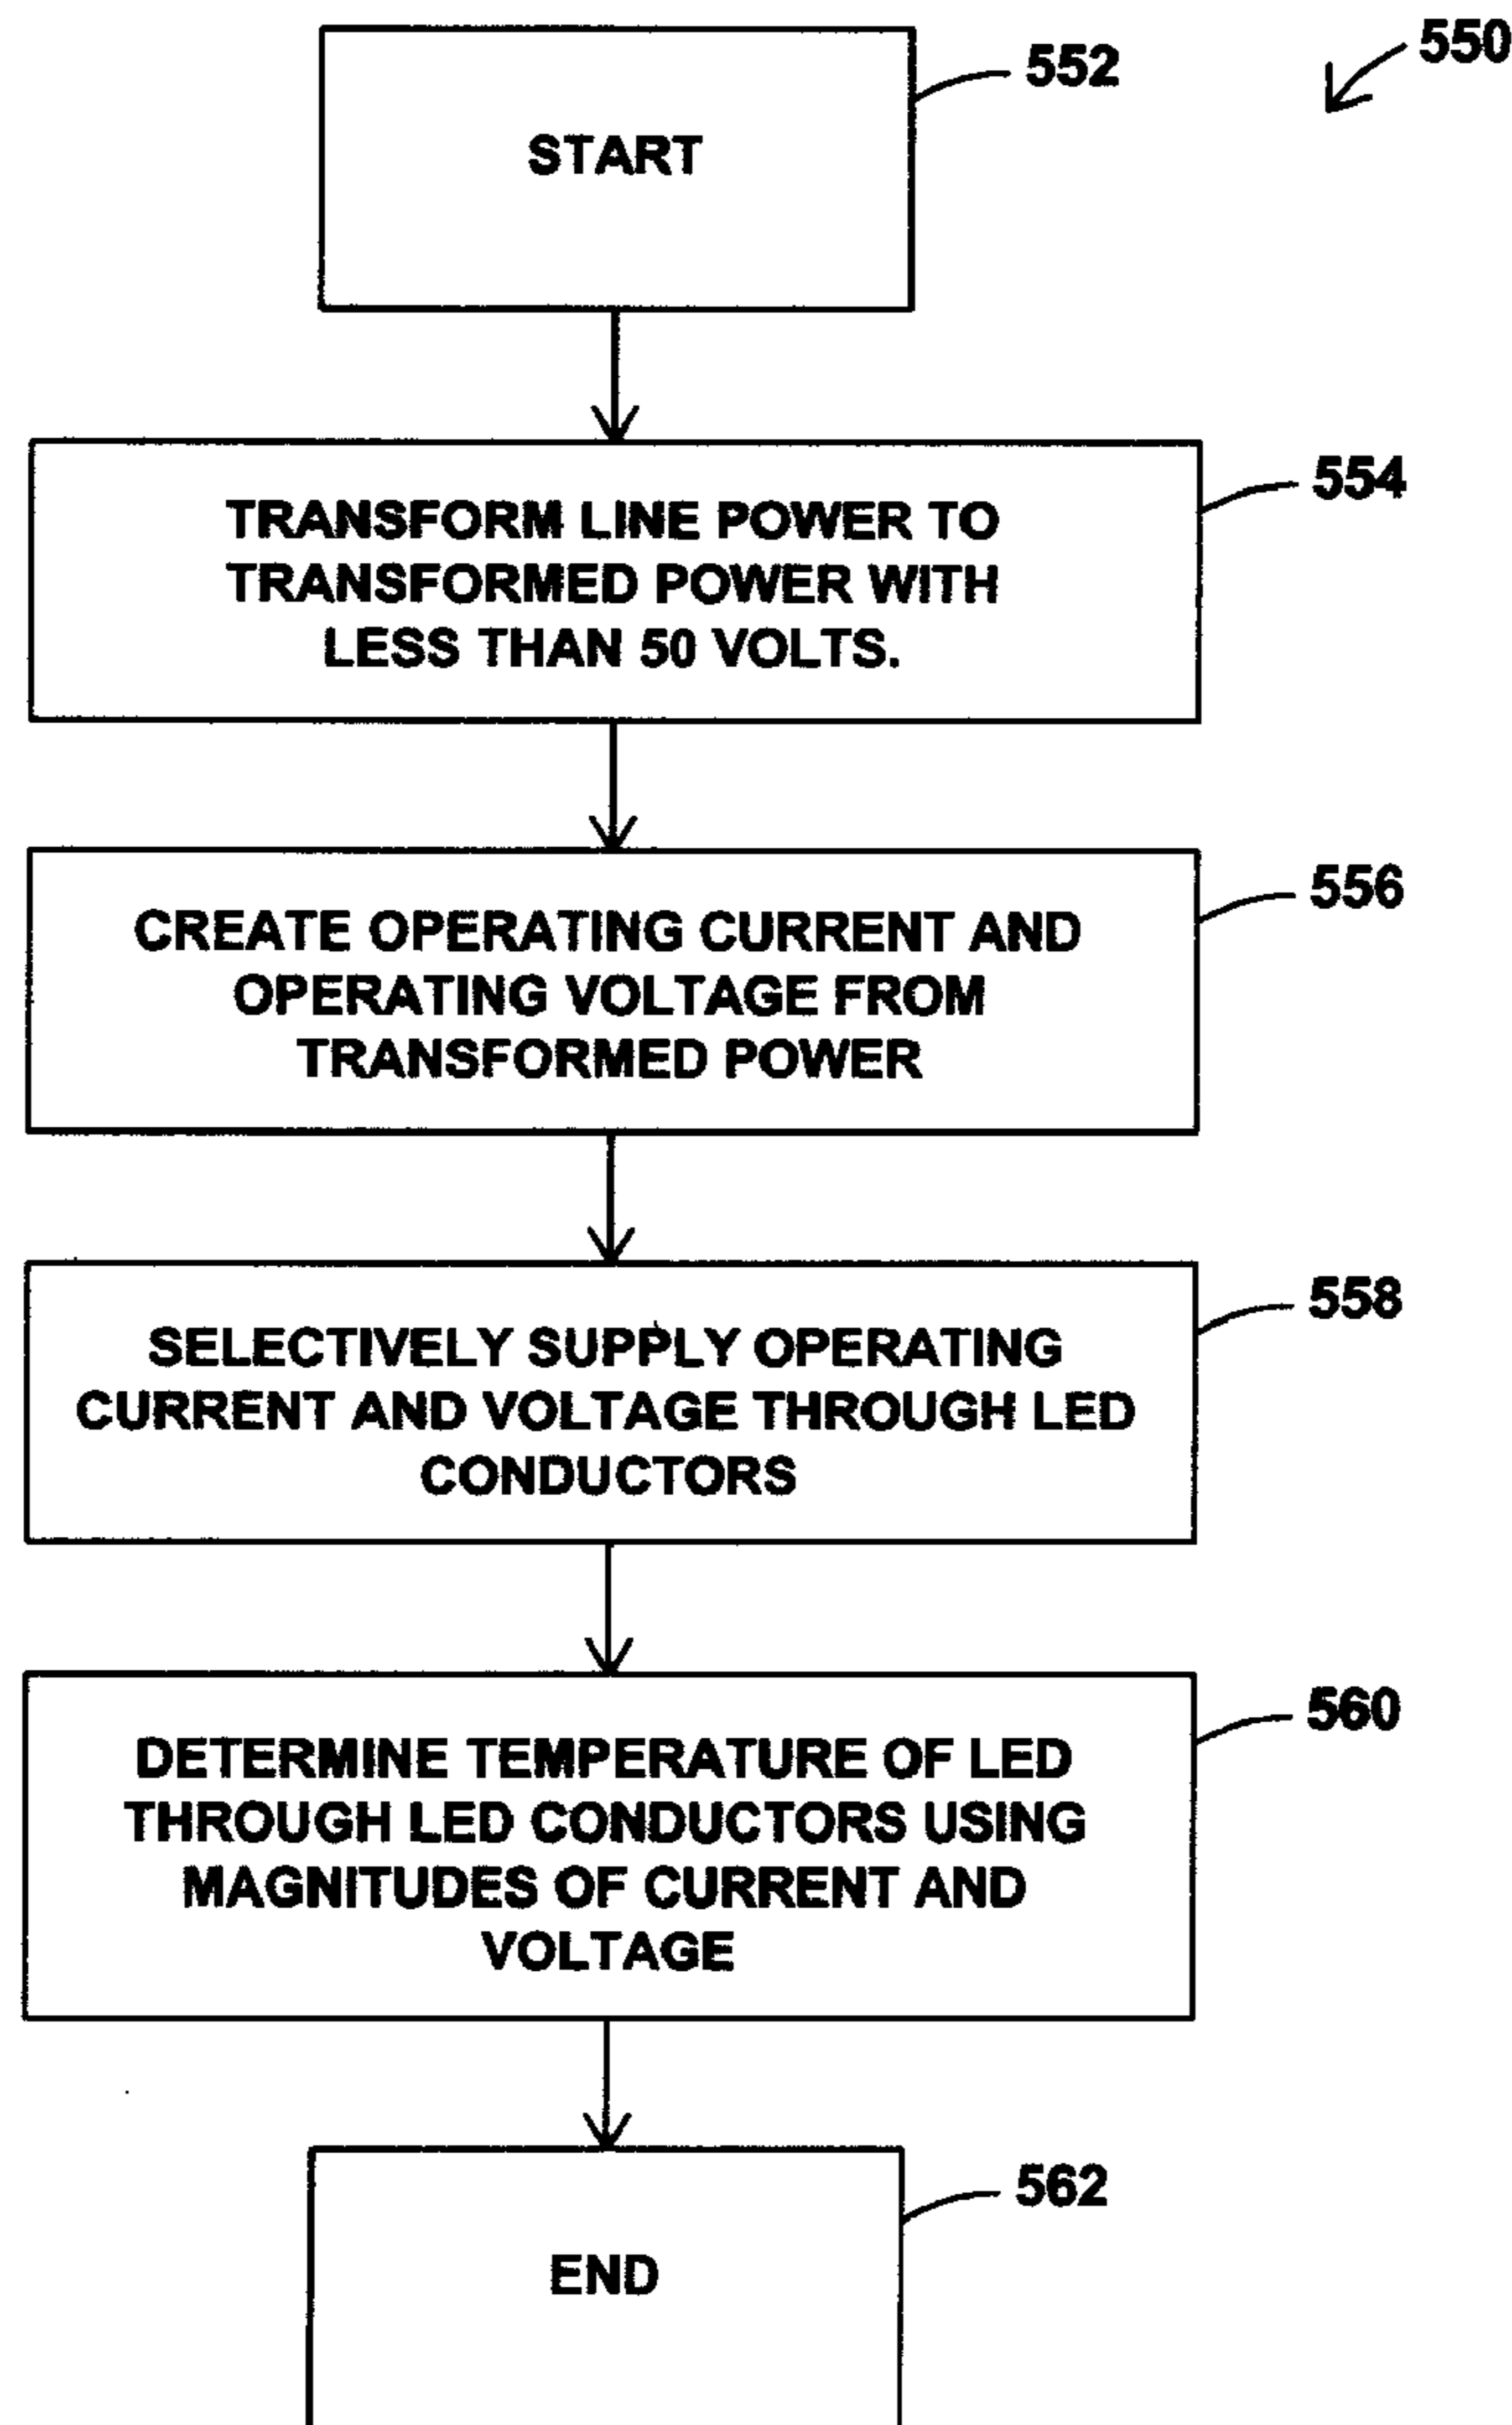 550
552
START
554
TRANSFORM LINE POWER TO
TRANSFORMED POWER WITH
LESS THAN 50 VOLTS.
556
CREATE OPERATING CURRENT AND
OPERATING VOLTAGE FROM
TRANSFORMED POWER
558
SELECTIVELY SUPPLY OPERATING
CURRENT AND VOLTAGE THROUGH LED
CONDUCTORS
560
DETERMINE TEMPERATURE OF LED
THROUGH LED CONDUCTORS USING
MAGNITUDES OF CURRENT AND
VOLTAGE
562
END